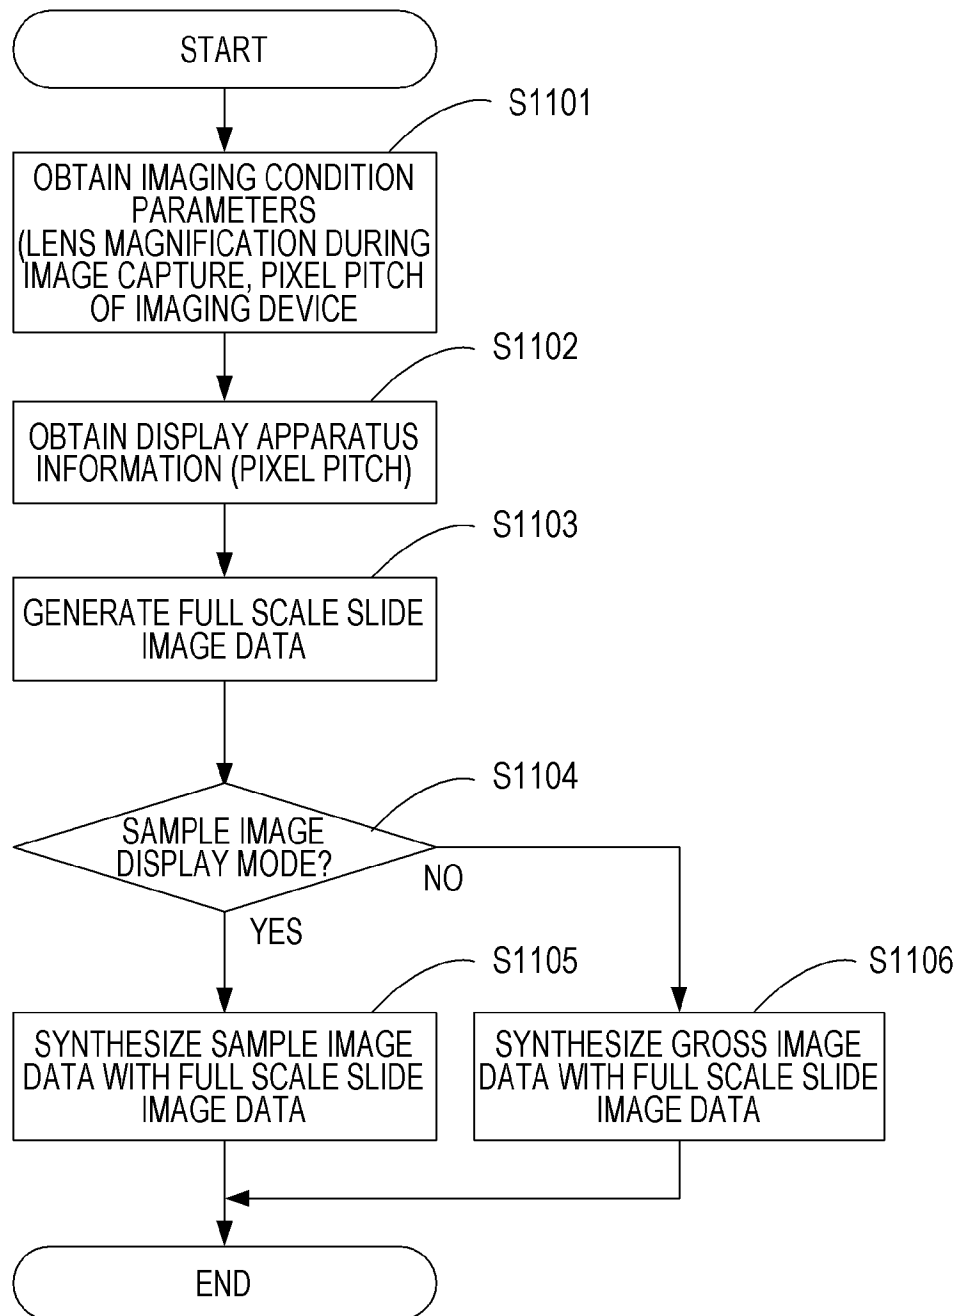 START
S1101
OBTAIN IMAGING CONDITION
PARAMETERS
(LENS MAGNIFICATION DURING
IMAGE CAPTURE, PIXEL PITCH
OF IMAGING DEVICE
S1102
OBTAIN DISPLAY APPARATUS
INFORMATION (PIXEL PITCH)
S1103
GENERATE FULL SCALE SLIDE
IMAGE DATA
S1104
SAMPLE IMAGE
DISPLAY MODE?
NO
YES
S1105
SYNTHESIZE SAMPLE IMAGE
DATA WITH FULL SCALE SLIDE
IMAGE DATA
S1106
SYNTHESIZE GROSS IMAGE
DATA WITH FULL SCALE SLIDE
IMAGE DATA
END